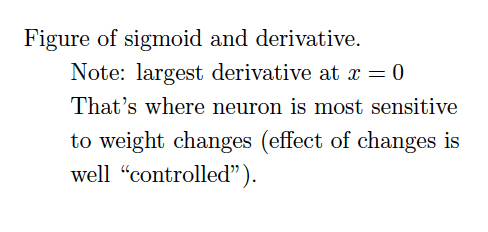 Figure of sigmoid and derivative.
Note: largest derivative at x = 0
That's where neuron is most sensitive
to weight changes (effect of changes is
well “controlled”).